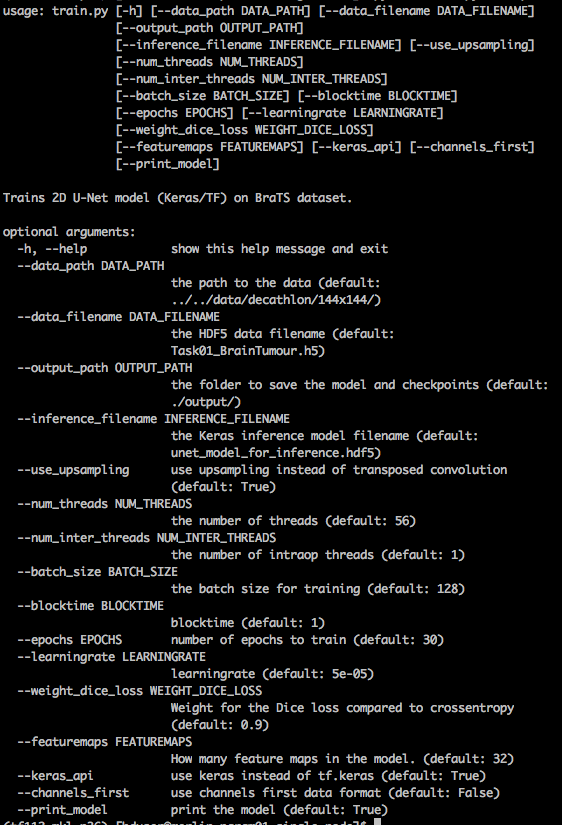 usage: train.py [-h] [--data_path DATA_PATH] [--data_filename DATA_FILENAME]
[--output_path OUTPUT_PATH]
[--inference_filename INFERENCE_FILENAME] [--use_upsampling]
[--num_threads NUM_THREADS]
[--num_inter_threads NUM_INTER_THREADS]
[--batch_size BATCH_SIZE] [--blocktime BLOCKTIME]
[--epochs EPOCHS] [--learningrate LEARNINGRATE]
[--weight_dice_loss WEIGHT_DICE_LOSS]
[--featuremaps FEATUREMAPS] [--keras_api] [--channels_first]
[--print_model]
Trains 2D U-Net model (Keras/TF) on BraTS dataset.
optional arguments:
-h, --help show this help message and exit
--data_path DATA_PATH
the path to the data (default:
../../data/decathlon/144x144/)
--data_filename DATA_FILENAME
the HDF5 data filename (default:
Task01_BrainTumour.h5)
--output_path OUTPUT_PATH
the folder to save the model and checkpoints (default:
./output/)
--inference_filename INFERENCE_FILENAME
the Keras inference model filename (default:
unet_model_for_inference.hdf5)
--use_upsampling use upsampling instead of transposed convolution
(default: True)
--num_threads NUM_THREADS
the number of threads (default: 56)
--num_inter_threads NUM_INTER_THREADS
the number of intraop threads (default: 1)
--batch_size BATCH_SIZE
the batch size for training (default: 128)
--blocktime BLOCKTIME
blocktime (default: 1)
--epochs EPOCHS number of epochs to train (default: 30)
--learningrate LEARNINGRATE
learningrate (default: 5e-05)
--weight_dice_loss WEIGHT_DICE_LOSS
Weight for the Dice loss compared to crossentropy
(default: 0.9)
--featuremaps FEATUREMAPS
How many feature maps in the model. (default: 32)
--keras_api use keras instead of tf.keras (default: True)
--channels_first use channels first data format (default: False)
--print_model print the model (default: True)